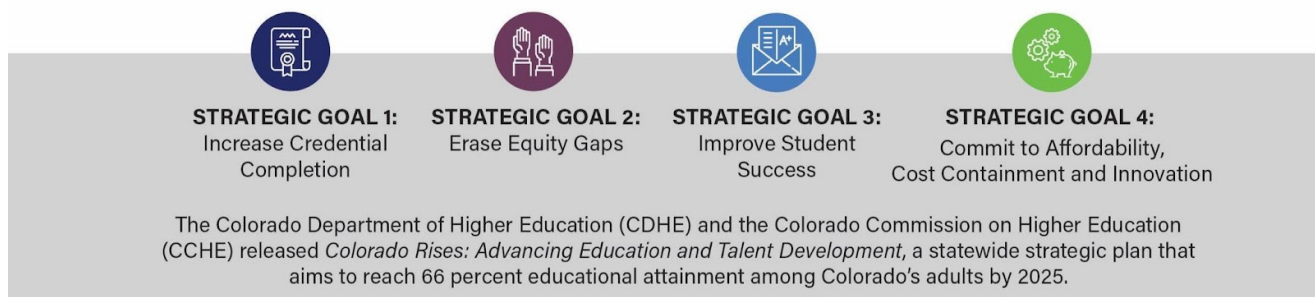 A+
STRATEGIC GOAL 1:
Increase Credential
Completion
STRATEGIC GOAL 2:
Erase Equity Gaps
STRATEGIC GOAL 3:
Improve Student
Success
STRATEGIC GOAL 4:
Commit to Affordability,
Cost Containment and Innovation
The Colorado Department of Higher Education (CDHE) and the Colorado Commission on Higher Education
(CCHE) released Colorado Rises: Advancing Education and Talent Development, a statewide strategic plan that
aims to reach 66 percent educational attainment among Colorado’s adults by 2025.